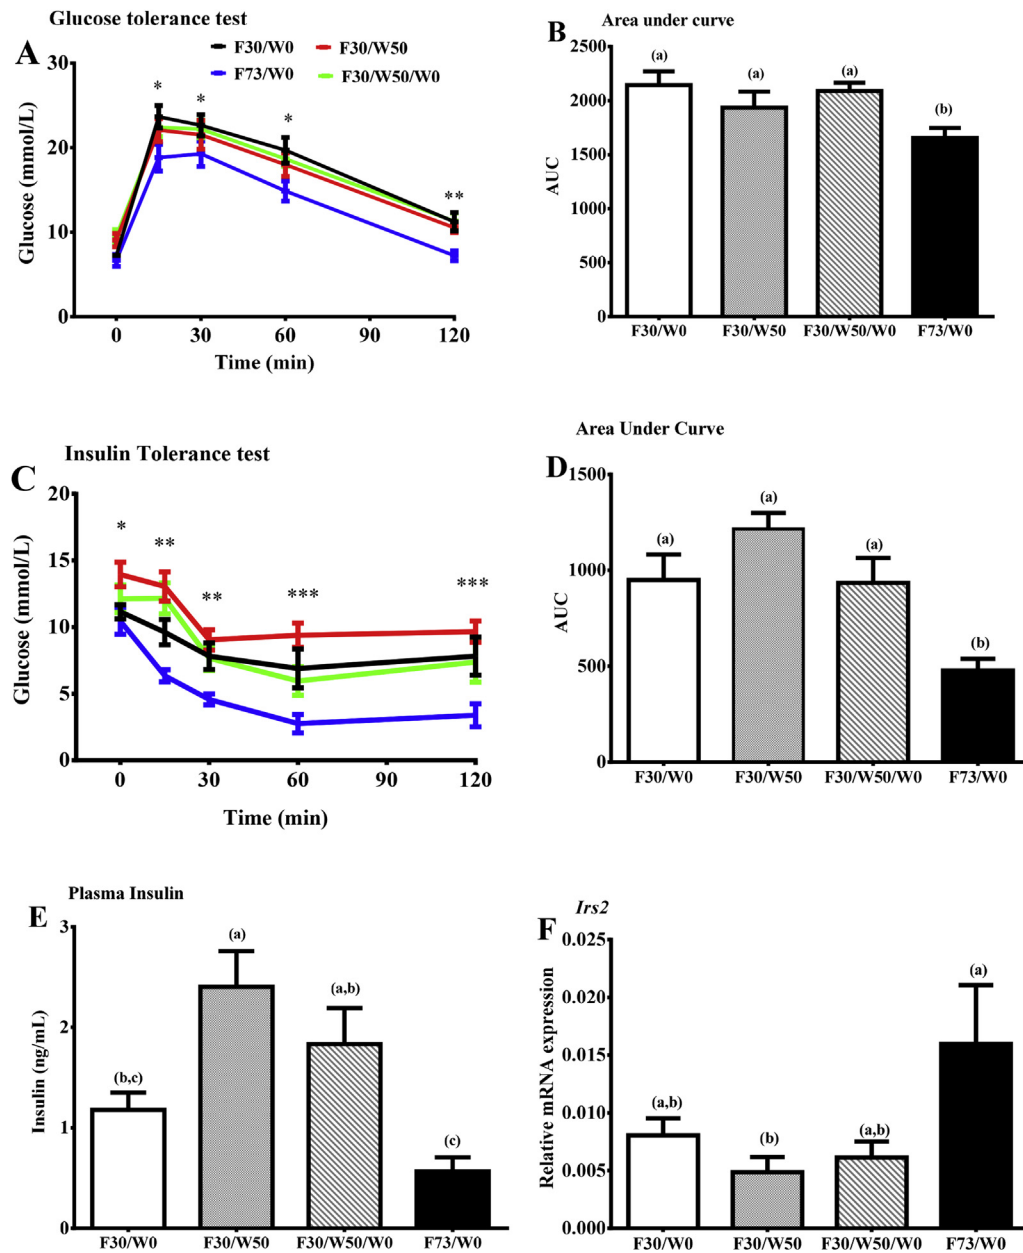 Glucose tolerance test
A
F30/W0
F30/W50
F73/W0
F30/W50/W0
30
20
10
0
Glucose (mmol/L)
* * * **
0 30 60 90 120
Time (min)
Area under curve
B
2500
2000
1500
1000
500
0
AUC
(a) (a) (a) (b)
F30/W0 F30/W50 F30/W50/W0 F73/W0
Insulin Tolerance test
C
20
15
10
5
0
Glucose (mmol/L)
* ** ** *** ***
0 30 60 90 120
Time (min)
Area Under Curve
D
1500
1000
500
0
AUC
(a) (a) (a) (b)
F30/W0 F30/W50 F30/W50/W0 F73/W0
Plasma Insulin
E
3
2
1
0
Insulin (ng/mL)
(b,c) (a) (a,b) (c)
F30/W0 F30/W50 F30/W50/W0 F73/W0
Irs2
F
0.025
0.020
0.015
0.010
0.005
0.000
Relative mRNA expression
(a,b) (b) (a,b) (a)
F30/W0 F30/W50 F30/W50/W0 F73/W0